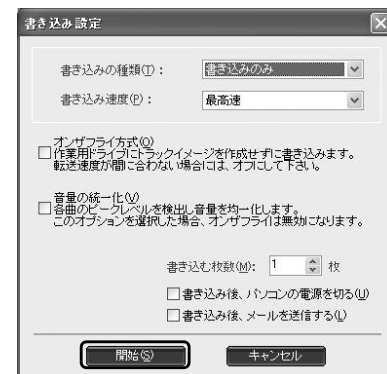 書き込み設定
書き込みの種類(T)：
書き込みのみ
書き込み速度(P)：
最高速
オンザフライ方式(O)
作業用ドライブにトラックイメージを作成せずに書き込みます。
転送速度が間に合わない場合には、オフにして下さい。
音量の統一化(V)
各曲のピークレベルを検出し音量を均一化します。
このオプションを選択した場合、オンザフライは無効になります。
書き込む枚数(M)： 1 枚
書き込み後、パソコンの電源を切る(U)
書き込み後、メールを送信する(L)
開始(S)
キャンセル